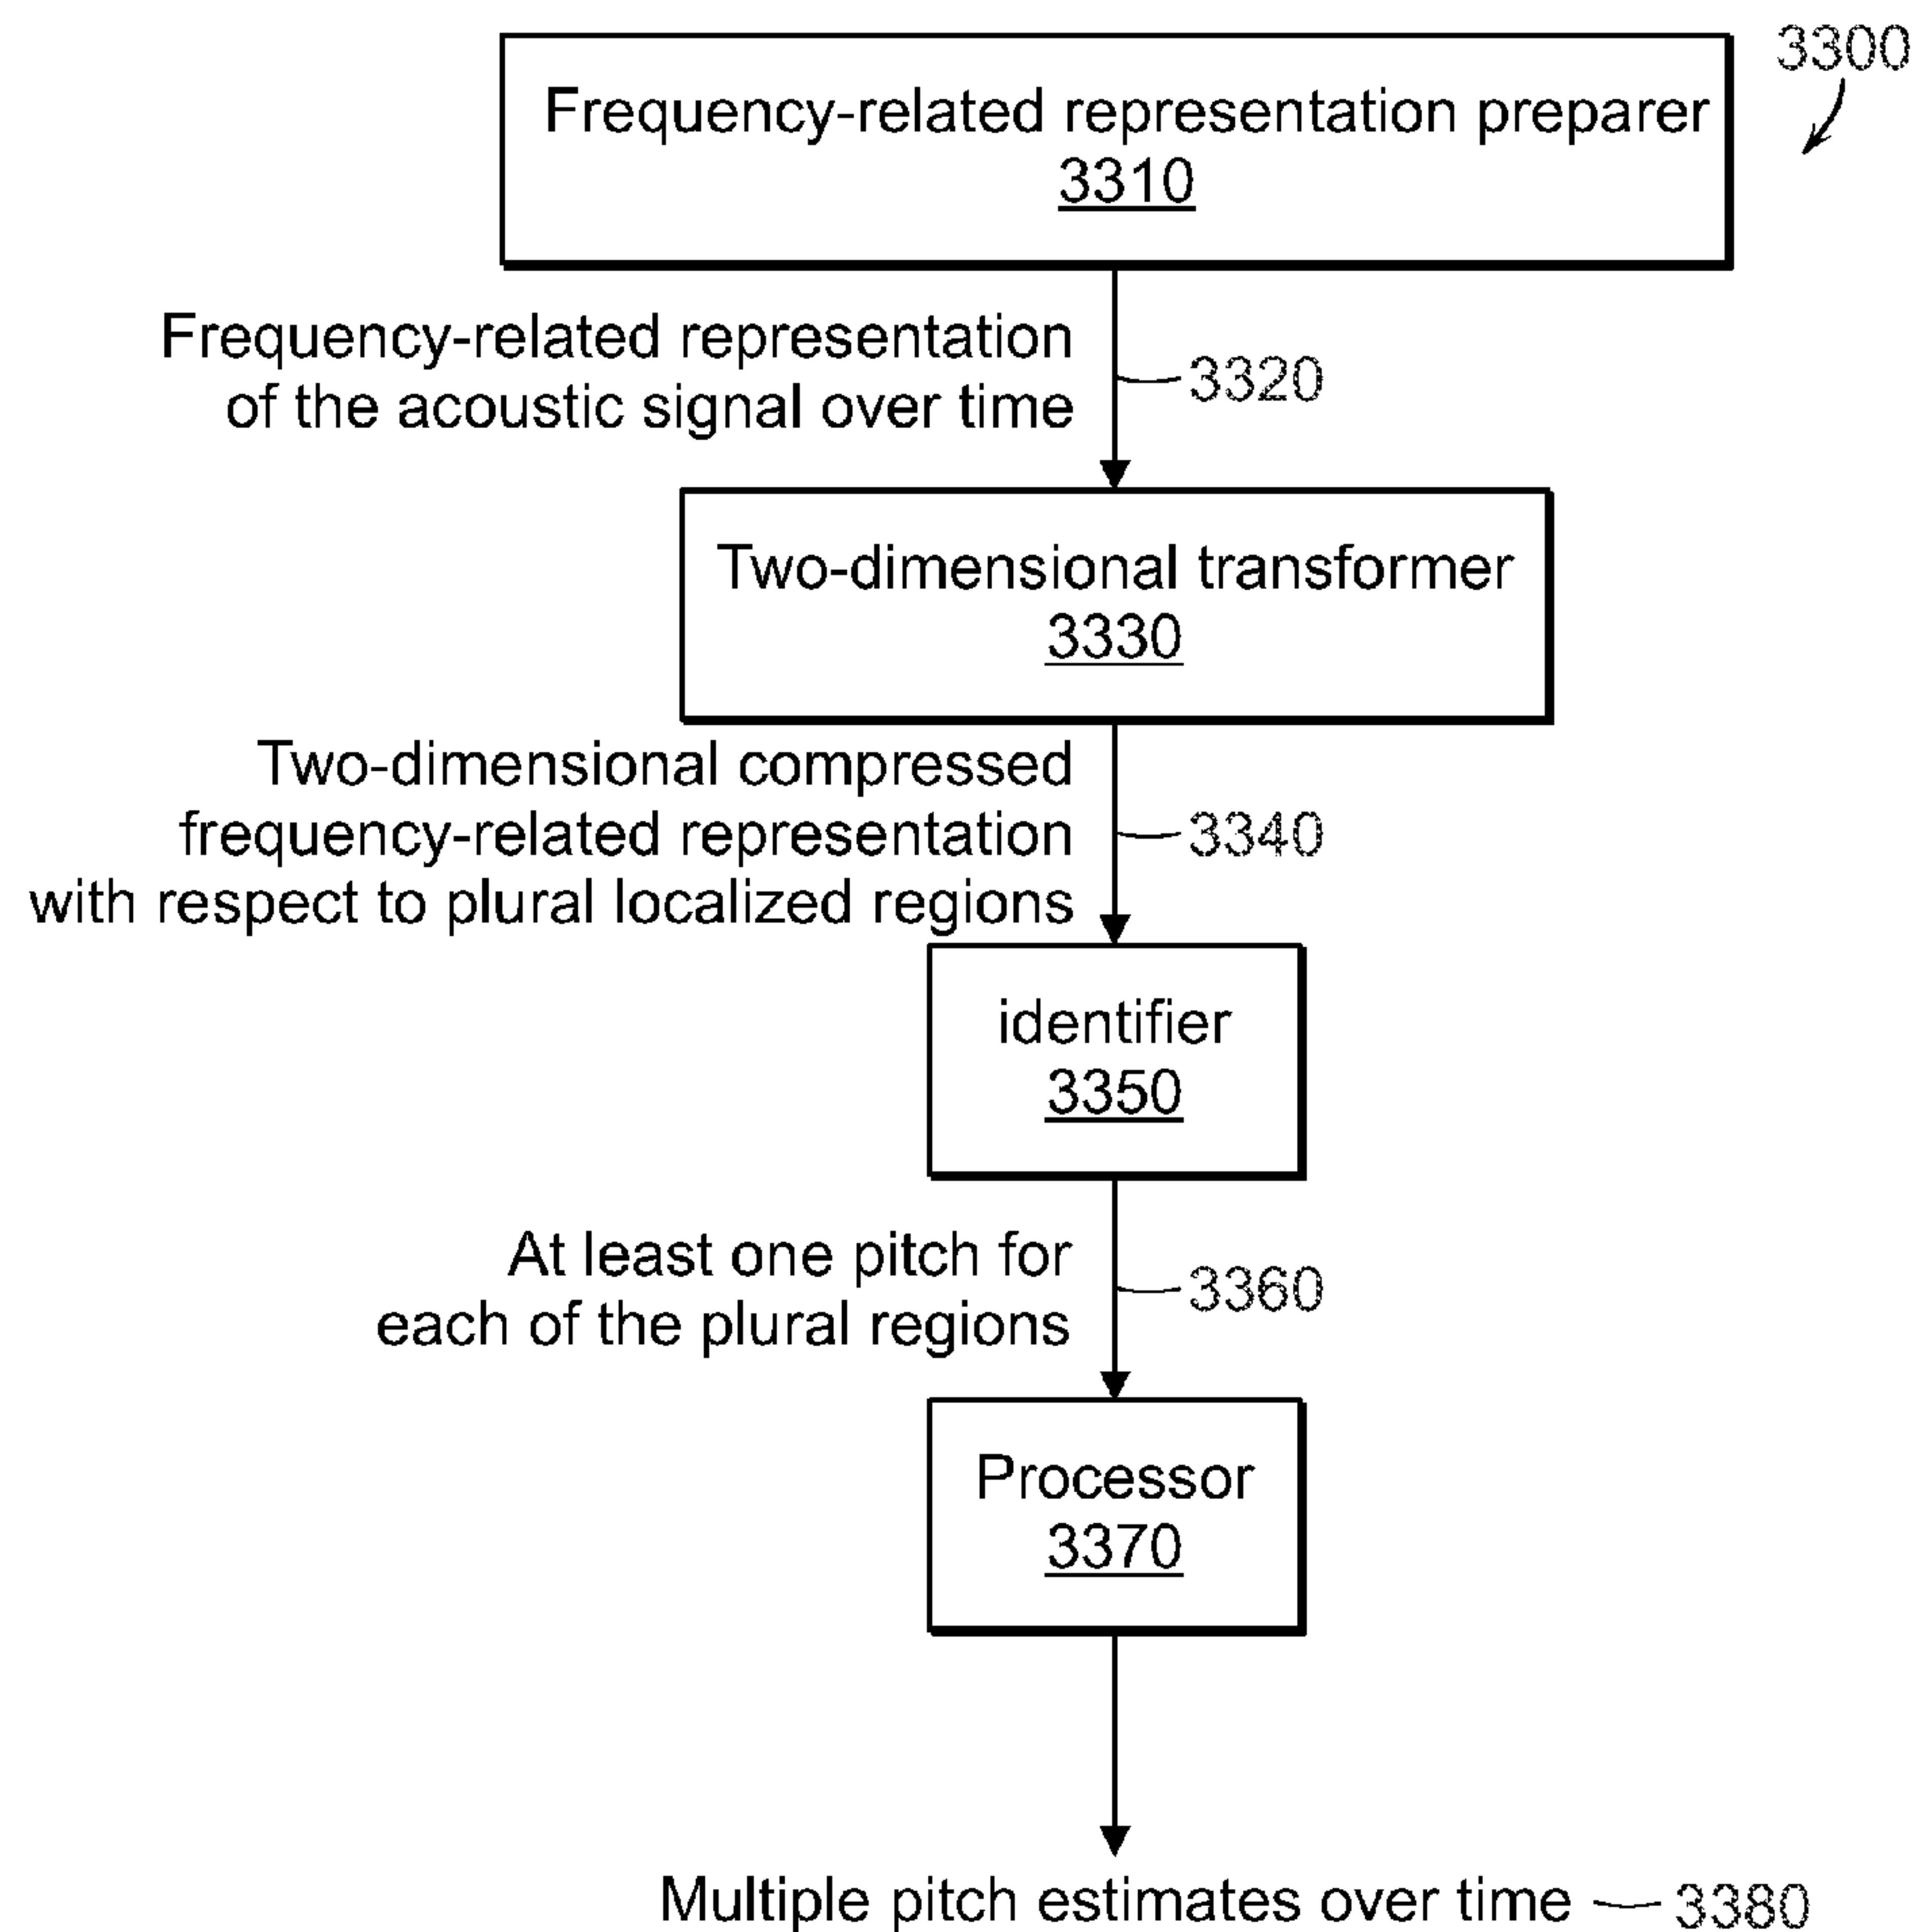 3300
Frequency-related representation preparer
3310
Frequency-related representation
of the acoustic signal over time
3320
Two-dimensional transformer
3330
Two-dimensional compressed
frequency-related representation
with respect to plural localized regions
3340
identifier
3350
At least one pitch for
each of the plural regions
3360
Processor
3370
Multiple pitch estimates over time
3380